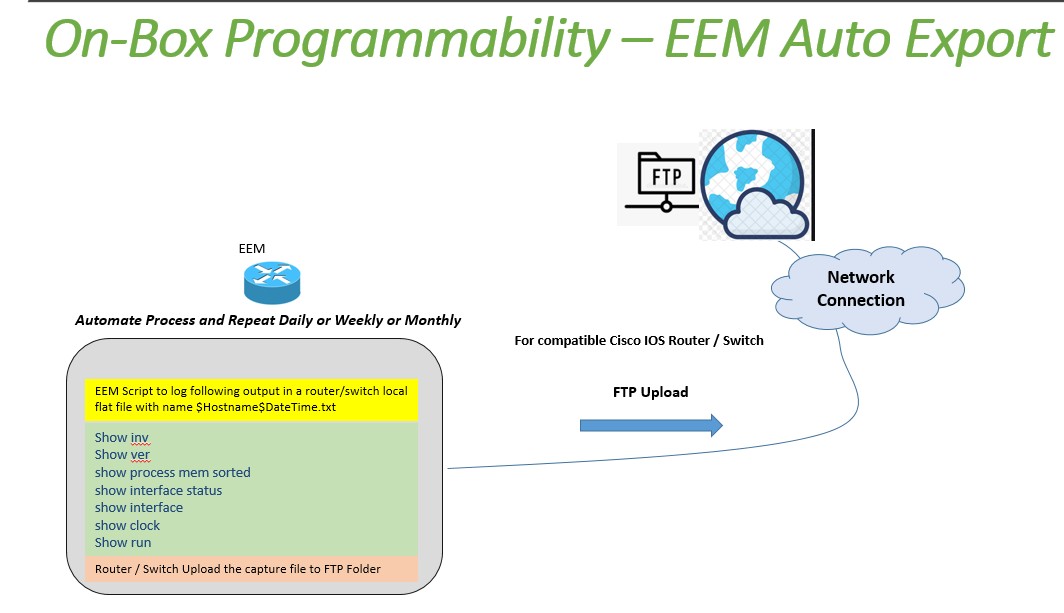 On-Box Programmability – EEM Auto Export
FTP
EEM
Network
Connection
Automate Process and Repeat Daily or Weekly or Monthly
For compatible Cisco IOS Router / Switch
EEM Script to log following output in a router/switch local
flat file with name $Hostname$DateTime.txt
FTP Upload
Show inv
Show ver
show process mem sorted
show interface status
show interface
show clock
Show run
Router / Switch Upload the capture file to FTP Folder